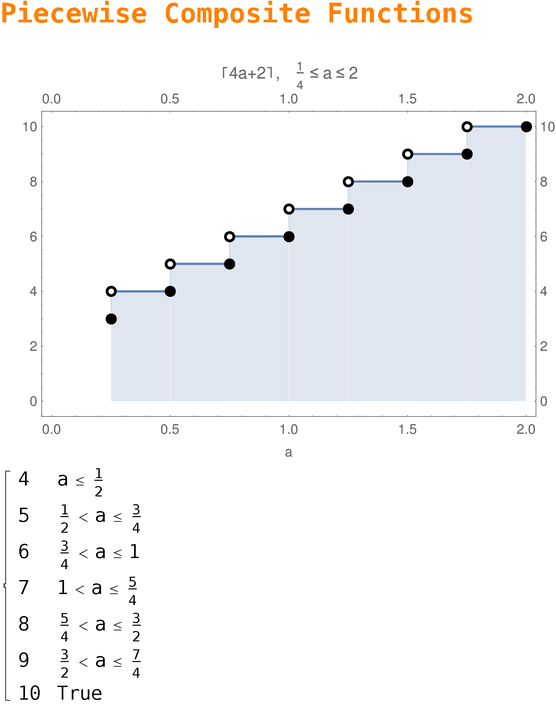 Piecewise Composite Functions
⌈4a+2⌉, 1/4 ≤ a ≤ 2
0.0 0.5 1.0 1.5 2.0
10 10
8 8
6 6
4 4
2 2
0 0
0.0 0.5 1.0 1.5 2.0
a
4 a ≤ 1/2
5 1/2 < a ≤ 3/4
6 3/4 < a ≤ 1
7 1 < a ≤ 5/4
8 5/4 < a ≤ 3/2
9 3/2 < a ≤ 7/4
10 True